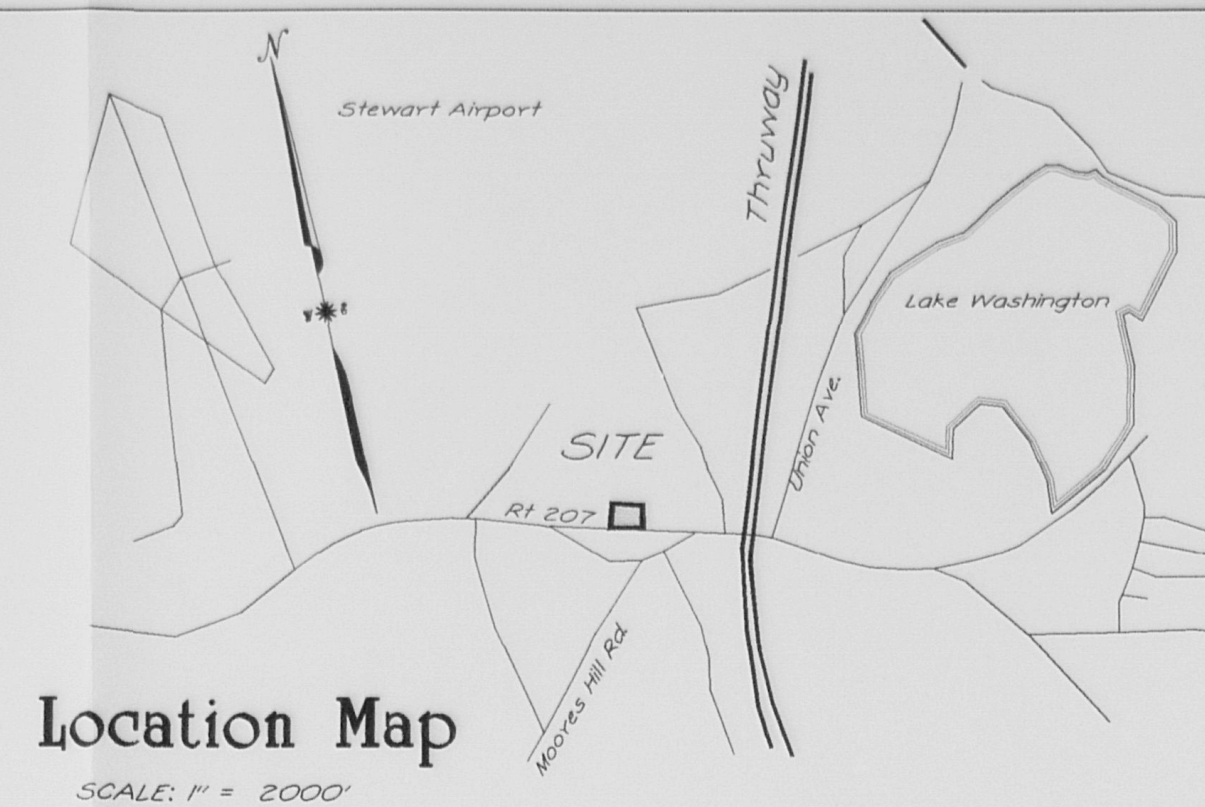 N
Stewart Airport
Thruway
Lake Washington
Union Ave.
SITE
Rt 207
Moores Hill Rd.
Location Map
SCALE: 1" = 2000'